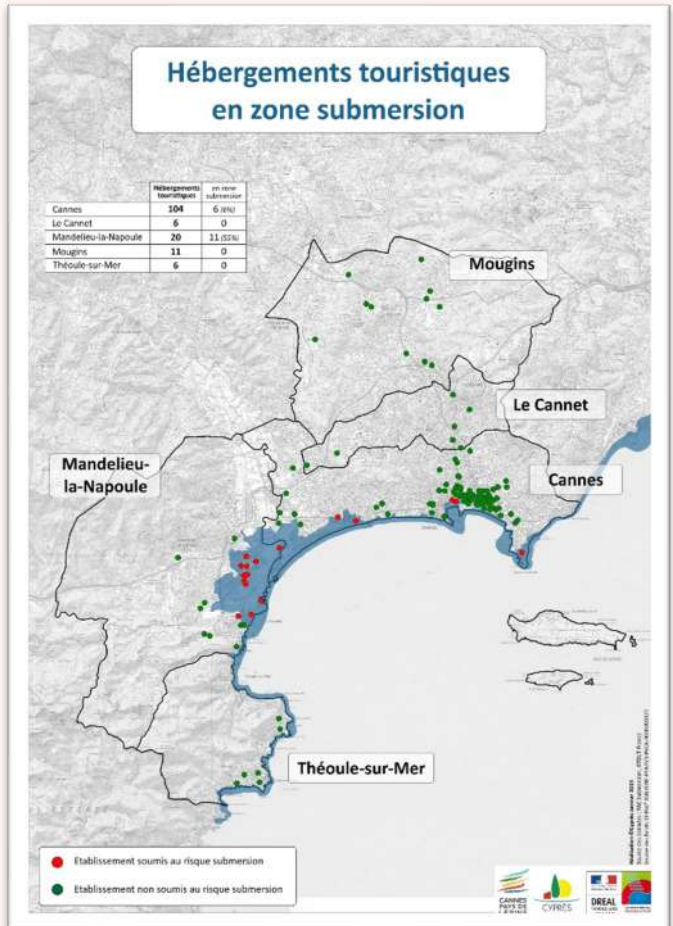 Hébergements touristiques
en zone submersion
Hébergements touristiques en zone submersion
Cannes 104 6 (6%)
Le Cannet 6 0
Mandelieu-la-Napoule 20 11 (55%)
Mougins 11 0
Théoule-sur-Mer 6 0
Mougins
Le Cannet
Mandelieu-
la-Napoule
Cannes
Théoule-sur-Mer
Etablissement soumis au risque submersion
Etablissement non soumis au risque submersion
CANNES
PAYS DE
LÉRINS
CYPRÈS
DREAL